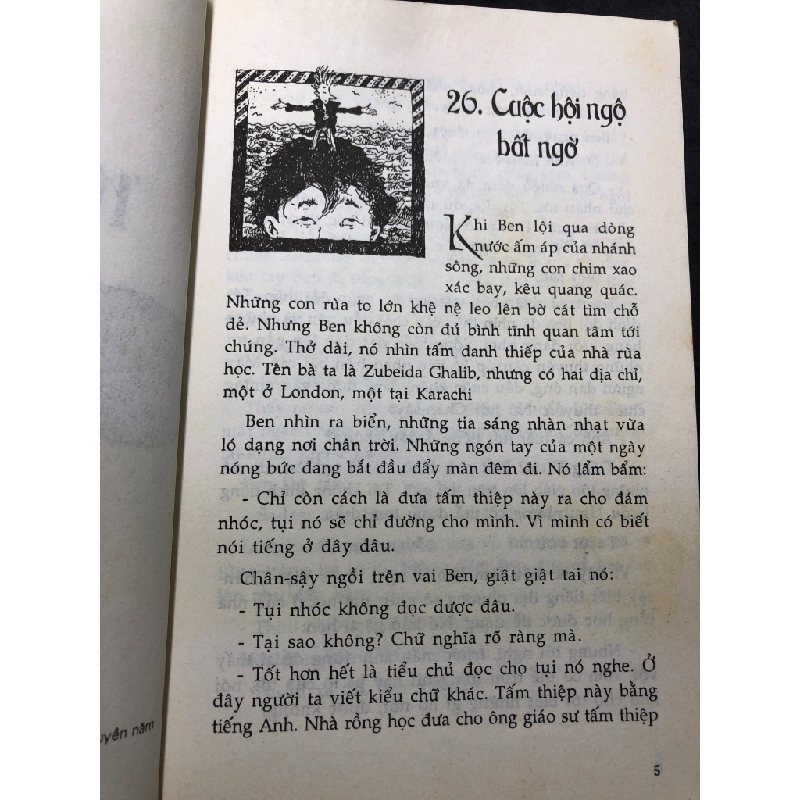 26. Cuộc hội ngộ
bất ngờ
Khi Ben lội qua dòng
nước ấm áp của nhánh
sông, những con chim xao
xác bay, kêu quang quác.
Những con rùa to lớn khệ nệ leo lên bờ cát tìm chỗ
đẻ. Nhưng Ben không còn đủ bình tĩnh quan tâm tới
chúng. Thở dài, nó nhìn tấm danh thiếp của nhà rùa
học. Tên bà ta là Zubeida Ghalib, nhưng có hai địa chỉ,
một ở London, một tại Karachi
Ben nhìn ra biển, những tia sáng nhàn nhạt vừa
ló dạng nơi chân trời. Những ngón tay của một ngày
nóng bức đang bắt đầu đẩy màn đêm đi. Nó lẩm bẩm:
- Chỉ còn cách là đưa tấm thiệp này ra cho đám
nhóc, tụi nó sẽ chỉ đường cho mình. Vì mình có biết
nói tiếng ở đây đâu.
Chân-sậy ngồi trên vai Ben, giật giật tai nó:
- Tụi nhóc không đọc được đâu.
- Tại sao không? Chữ nghĩa rõ ràng mà.
- Tốt hơn hết là tiểu chủ đọc cho tụi nó nghe. Ở
đây người ta viết kiểu chữ khác. Tấm thiệp này bằng
tiếng Anh. Nhà rồng học đưa cho ông giáo sư tấm thiệp
uyền năm
5